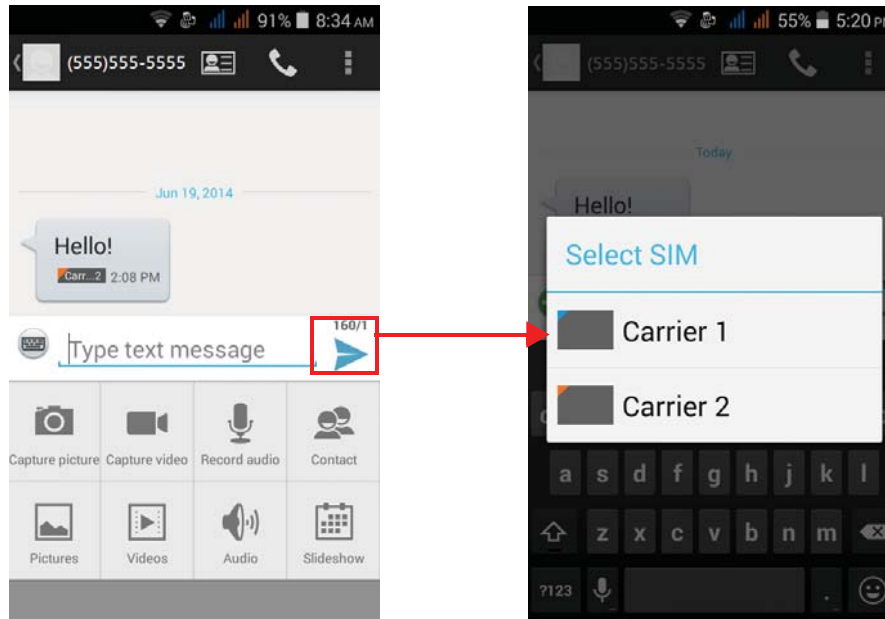 91% 8:34 AM
(555)555-5555
Jun 19, 2014
Hello!
Carr...2 2:08 PM
160/1
Type text message
Capture picture Capture video Record audio Contact
Pictures Videos Audio Slideshow
55% 5:20 PM
(555)555-5555
Today
Hello!
Select SIM
Carrier 1
Carrier 2
a s d f g h j k l
z x c v b n m
?123 .